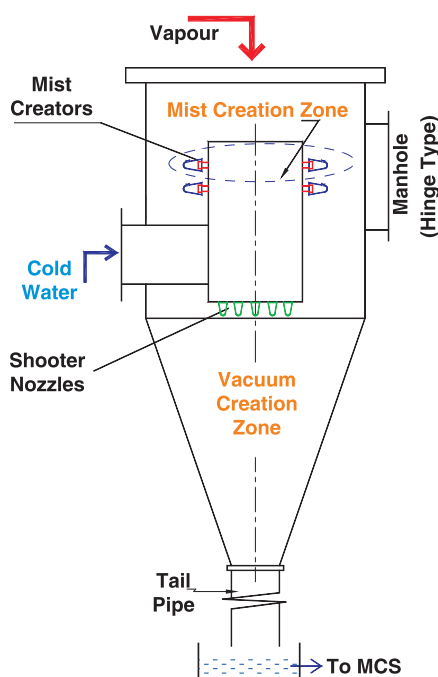 Vapour
Mist
Creators
Mist Creation Zone
Manhole
(Hinge Type)
Cold
Water
Shooter
Nozzles
Vacuum
Creation
Zone
Tail
Pipe
To MCS